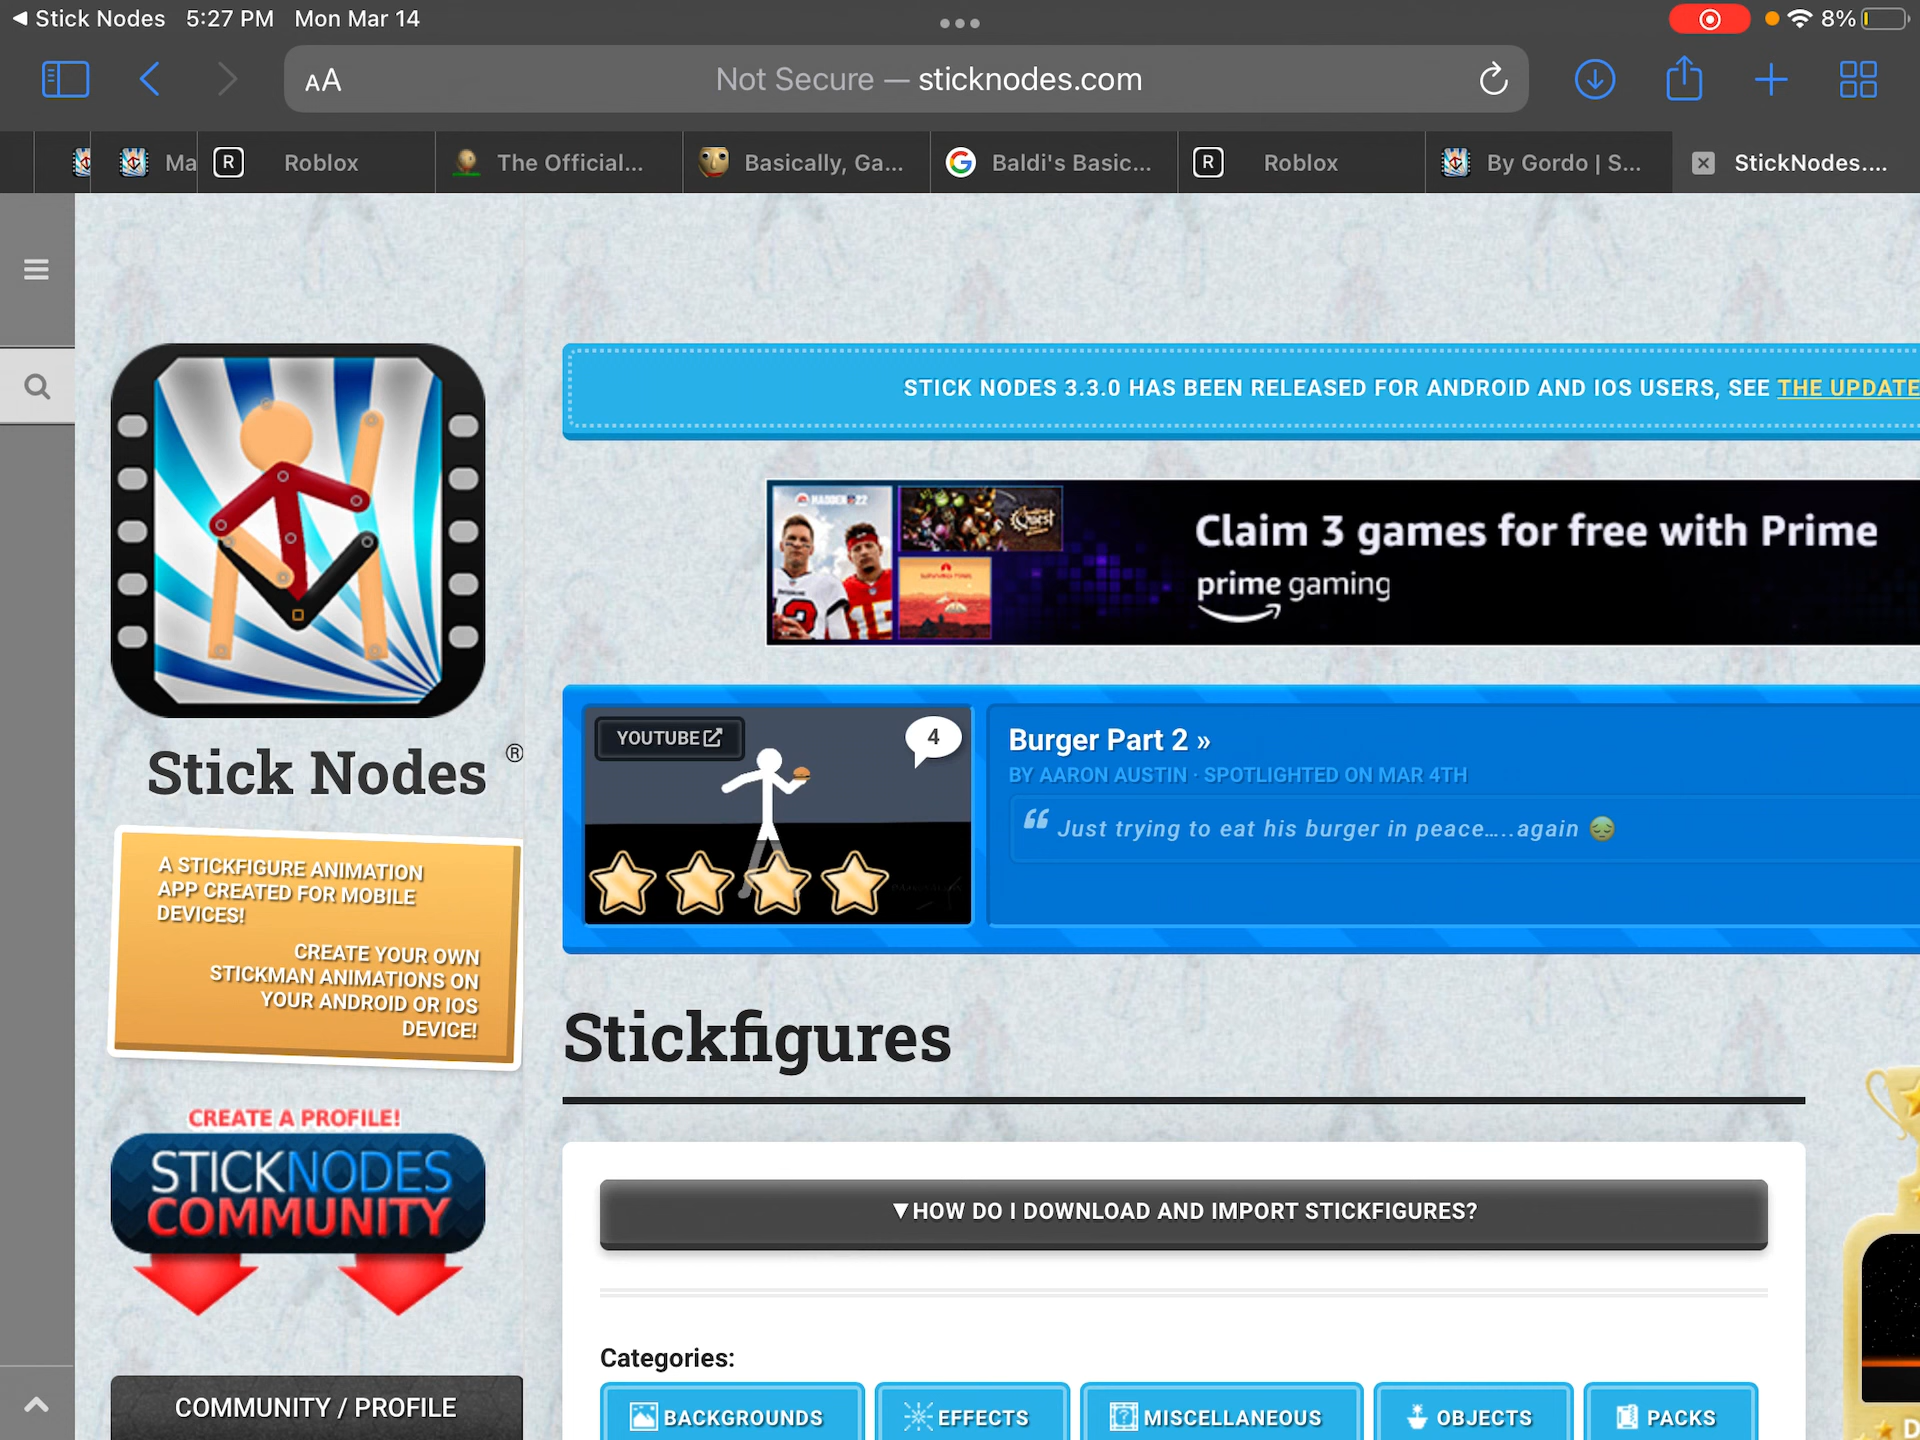 Stick Nodes 5:27 PM Mon Mar 14
8%
AA Not Secure — sticknodes.com
Ma
R Roblox
The Official...
Basically, Ga...
Baldi's Basic...
R Roblox
By Gordo | S...
StickNodes....
STICK NODES 3.3.0 HAS BEEN RELEASED FOR ANDROID AND IOS USERS, SEE THE UPDATE
MADDEN 22
Claim 3 games for free with Prime
prime gaming
Stick Nodes ®
YOUTUBE
4
Burger Part 2 »
BY AARON AUSTIN · SPOTLIGHTED ON MAR 4TH
“ Just trying to eat his burger in peace.....again 😔
A STICKFIGURE ANIMATION
APP CREATED FOR MOBILE
DEVICES!
CREATE YOUR OWN
STICKMAN ANIMATIONS ON
YOUR ANDROID OR IOS
DEVICE!
Stickfigures
CREATE A PROFILE!
STICKNODES
COMMUNITY
▼HOW DO I DOWNLOAD AND IMPORT STICKFIGURES?
Categories:
COMMUNITY / PROFILE
BACKGROUNDS
EFFECTS
MISCELLANEOUS
OBJECTS
PACKS